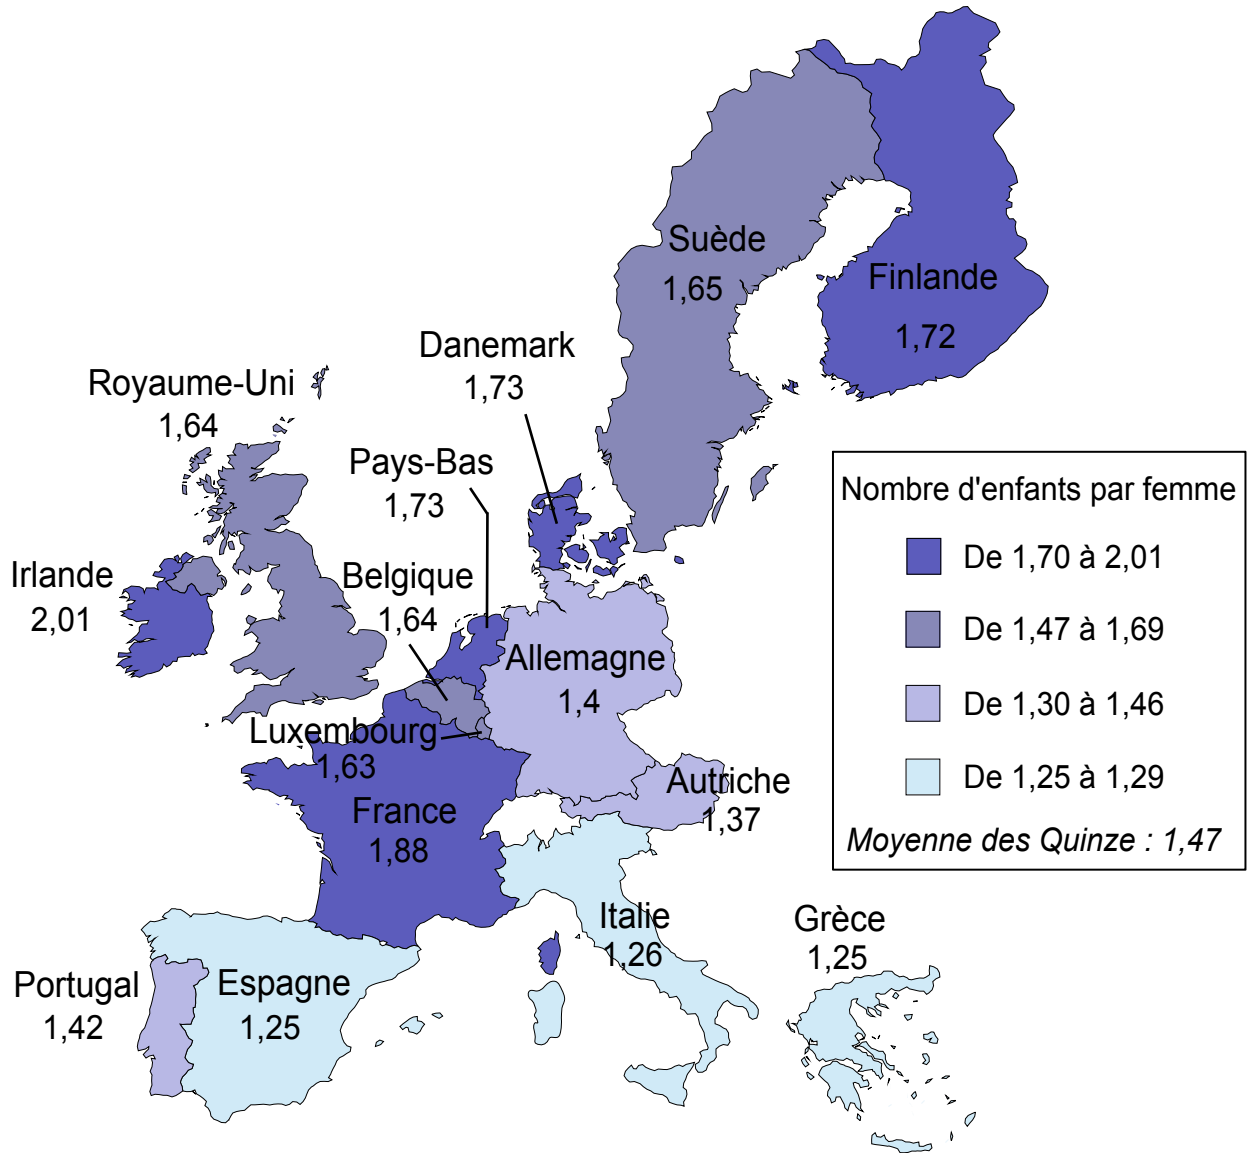 Suède
1,65
Finlande
1,72
Danemark
1,73
Royaume-Uni
1,64
Pays-Bas
1,73
Irlande
2,01
Belgique
1,64
Allemagne
1,4
Luxembourg
1,63
Autriche
1,37
France
1,88
Italie
1,26
Grèce
1,25
Portugal
1,42
Espagne
1,25
Nombre d'enfants par femme
De 1,70 à 2,01
De 1,47 à 1,69
De 1,30 à 1,46
De 1,25 à 1,29
Moyenne des Quinze : 1,47